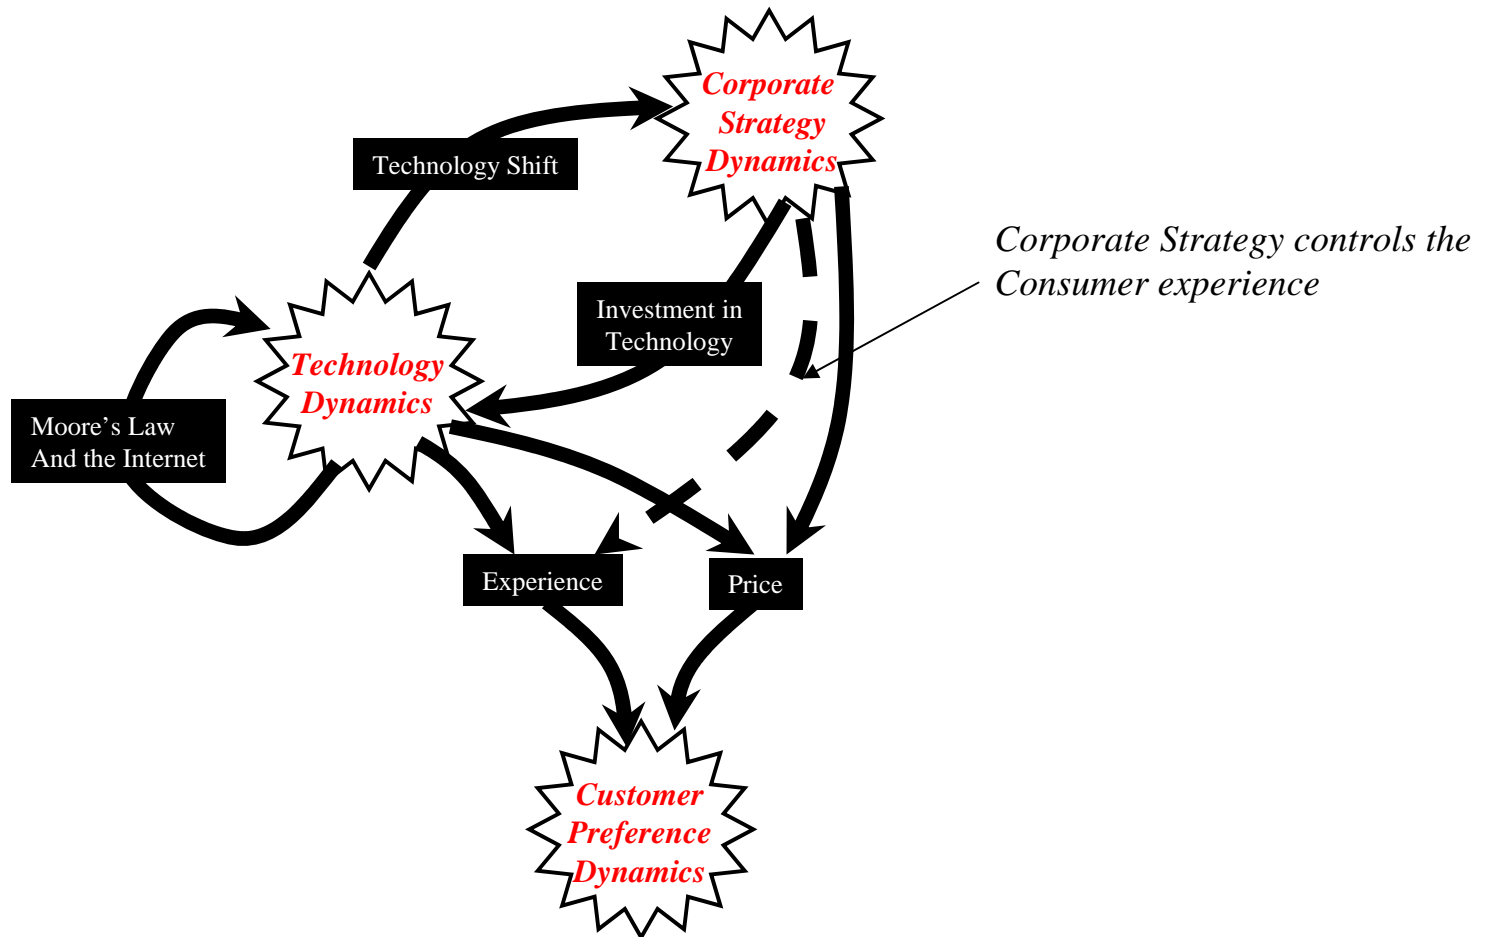 Corporate
Strategy
Dynamics
Technology Shift
Corporate Strategy controls the
Consumer experience
Investment in
Technology
Technology
Dynamics
Moore’s Law
And the Internet
Experience
Price
Customer
Preference
Dynamics